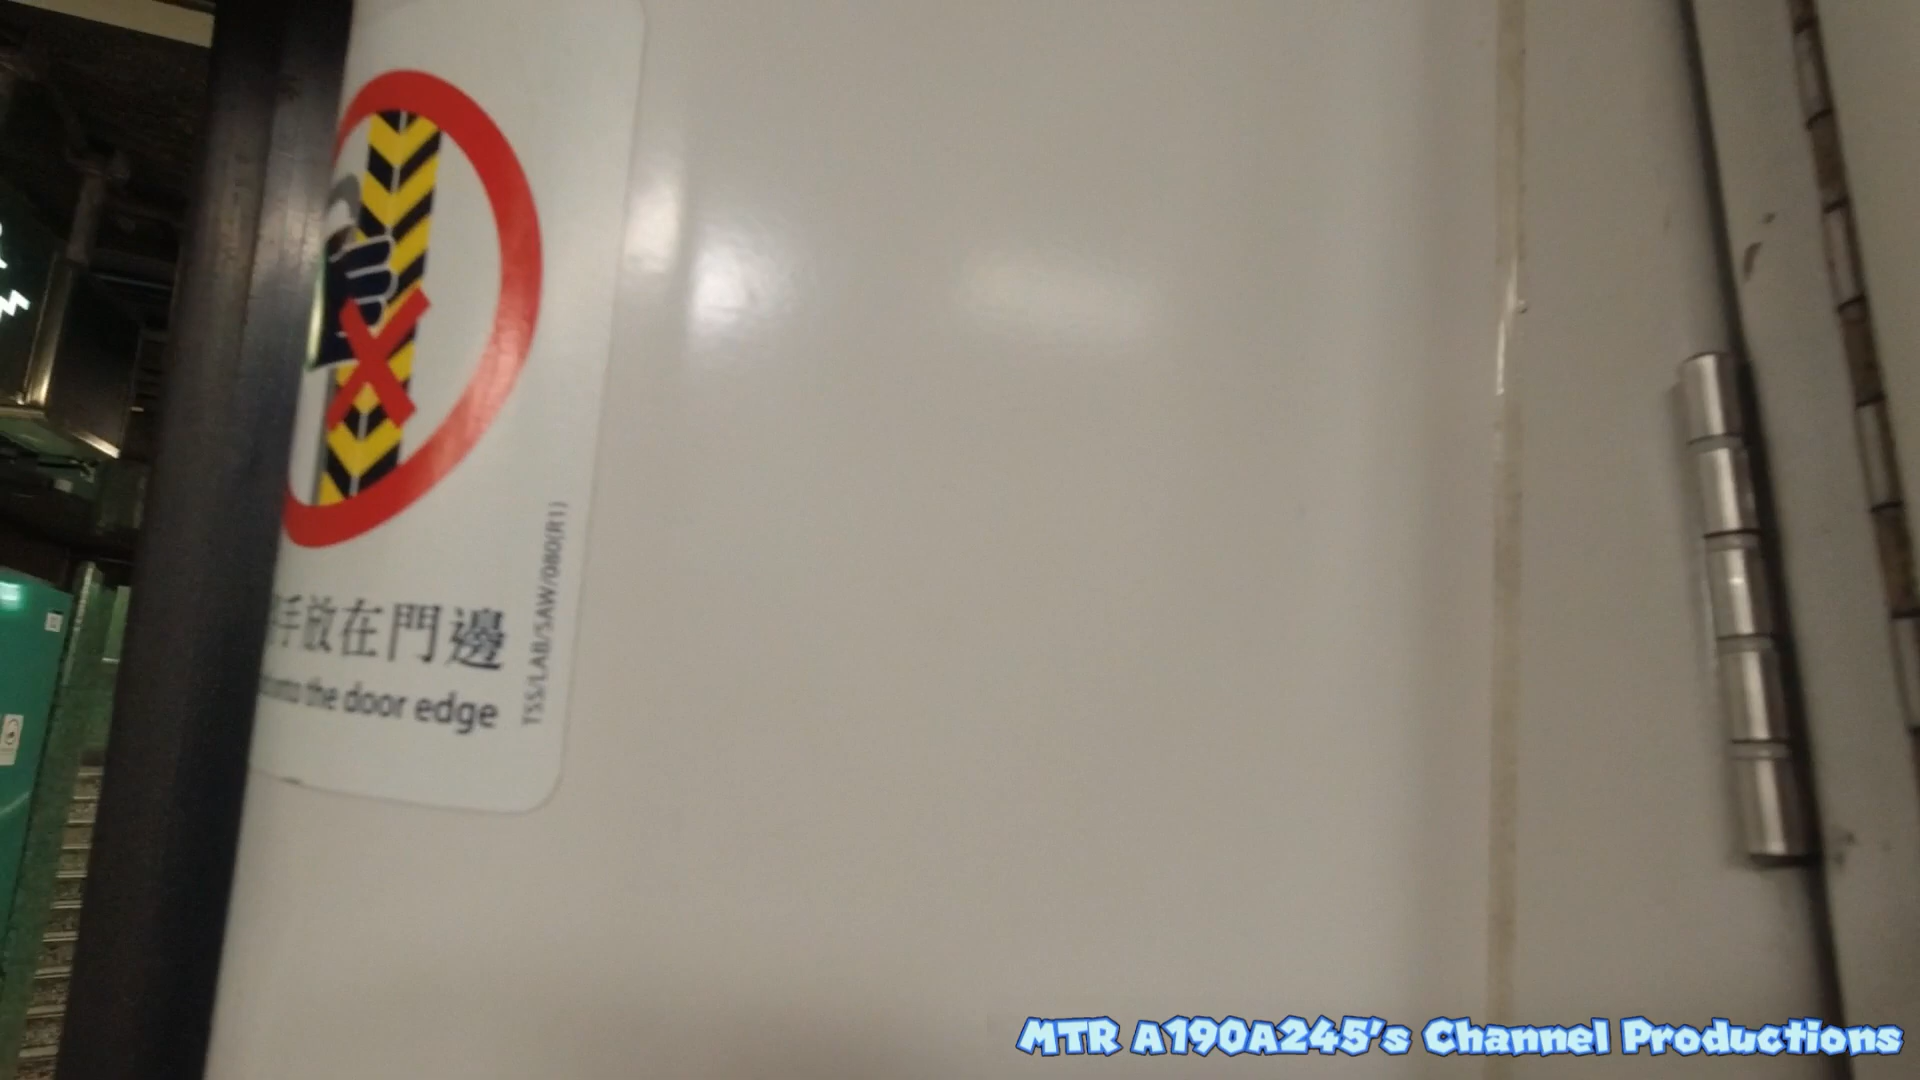 手放在門邊
the door edge
TSS/LAB/SAW/080(R1)
MTR A190A245's Channel Productions